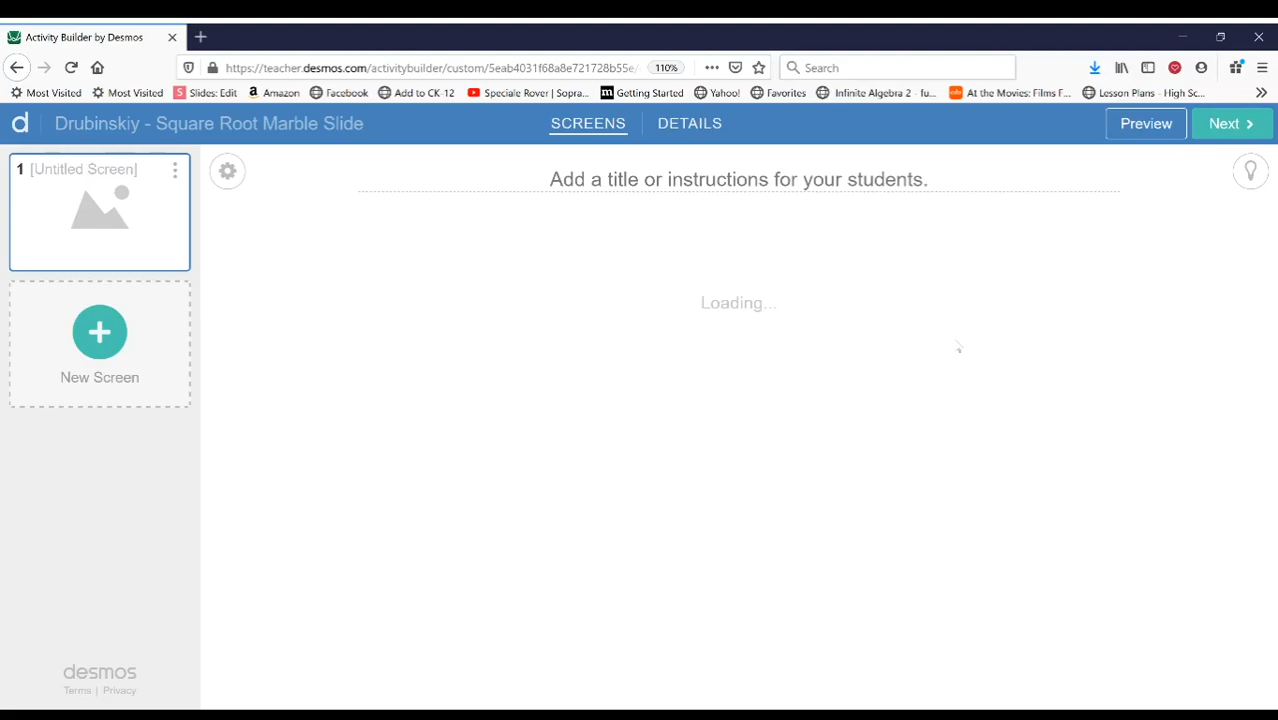 Activity Builder by Desmos
https://teacher.desmos.com/activitybuilder/custom/5eab4031f68a8e721728b55e/
110%
Search
Most Visited
Most Visited
Slides: Edit
Amazon
Facebook
Add to CK-12
Speciale Rover | Sopra...
Getting Started
Yahoo!
Favorites
Infinite Algebra 2 - fu...
At the Movies: Films F...
Lesson Plans - High Sc...
d
Drubinskiy - Square Root Marble Slide
SCREENS
DETAILS
Preview
Next
1 [Untitled Screen]
Add a title or instructions for your students.
Loading...
New Screen
desmos
Terms | Privacy